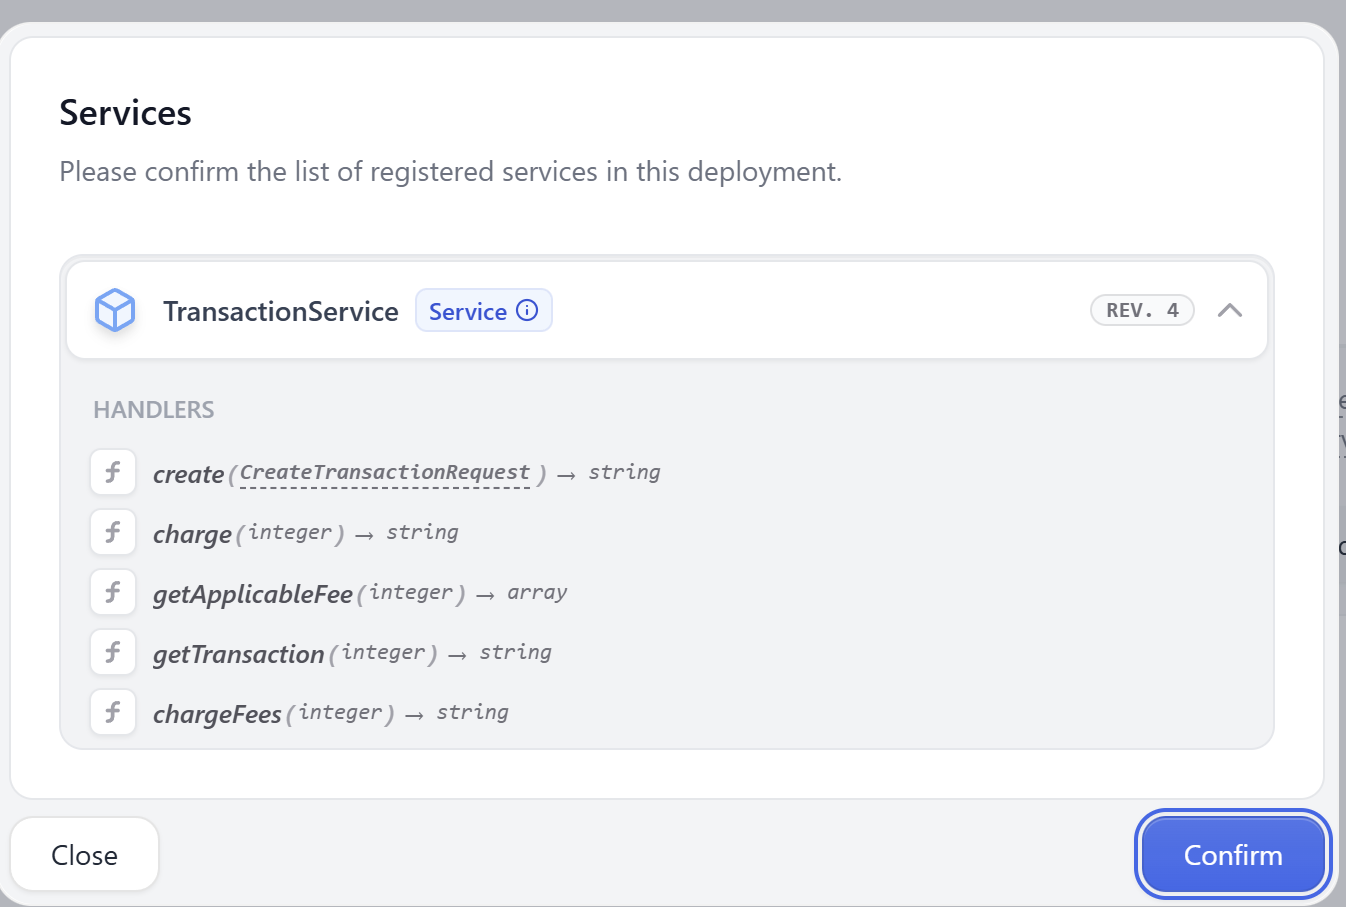 Services
Please confirm the list of registered services in this deployment.
TransactionService Service REV. 4
HANDLERS
create(CreateTransactionRequest) → string
charge(integer) → string
getApplicableFee(integer) → array
getTransaction(integer) → string
chargeFees(integer) → string
Close Confirm